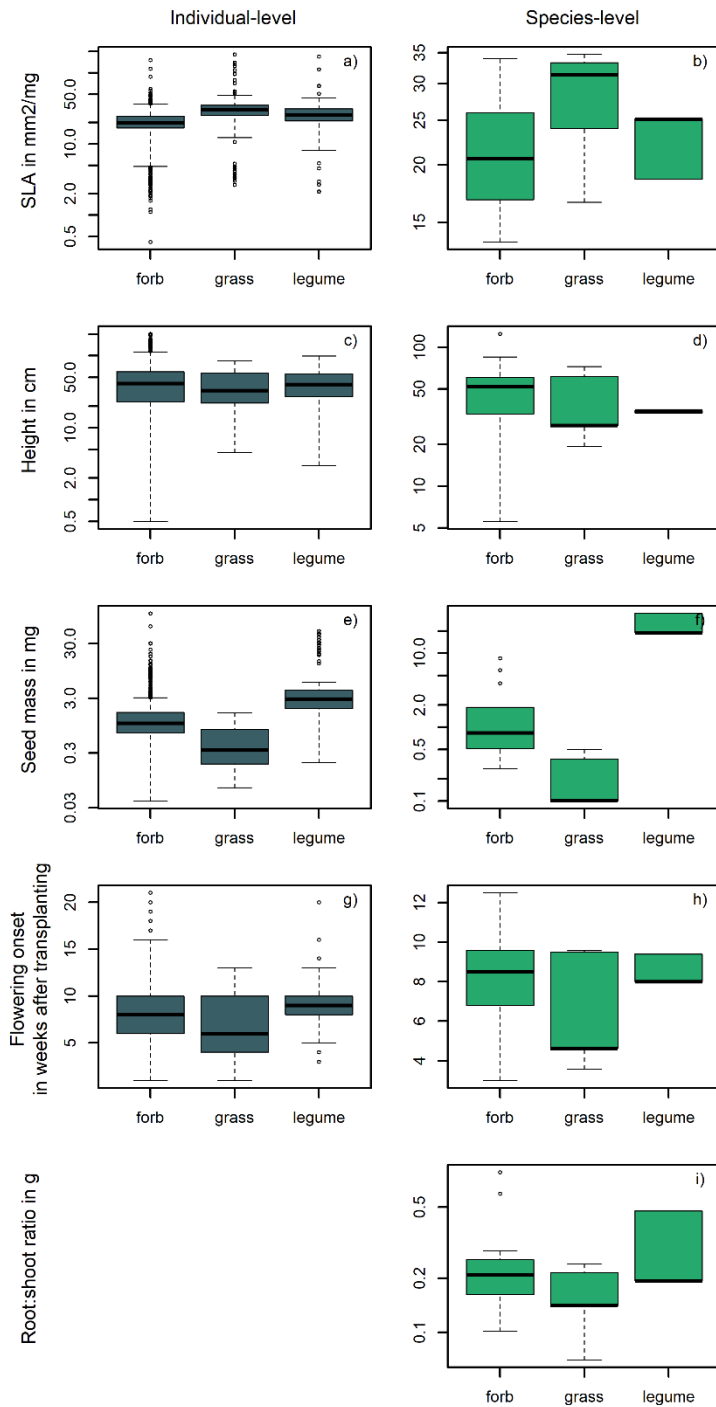 Individual-level
Species-level
SLA in mm2/mg
50.0
10.0
2.0
0.5
a)
forb
grass
legume
35
30
25
20
15
b)
forb
grass
legume
Height in cm
50.0
10.0
2.0
0.5
c)
forb
grass
legume
100
50
20
10
5
d)
forb
grass
legume
Seed mass in mg
30.0
3.0
0.3
0.03
e)
forb
grass
legume
10.0
2.0
0.5
0.1
f)
forb
grass
legume
Flowering onset
in weeks after transplanting
20
15
10
5
g)
forb
grass
legume
12
10
8
6
4
h)
forb
grass
legume
Root:shoot ratio in g
0.5
0.2
0.1
i)
forb
grass
legume